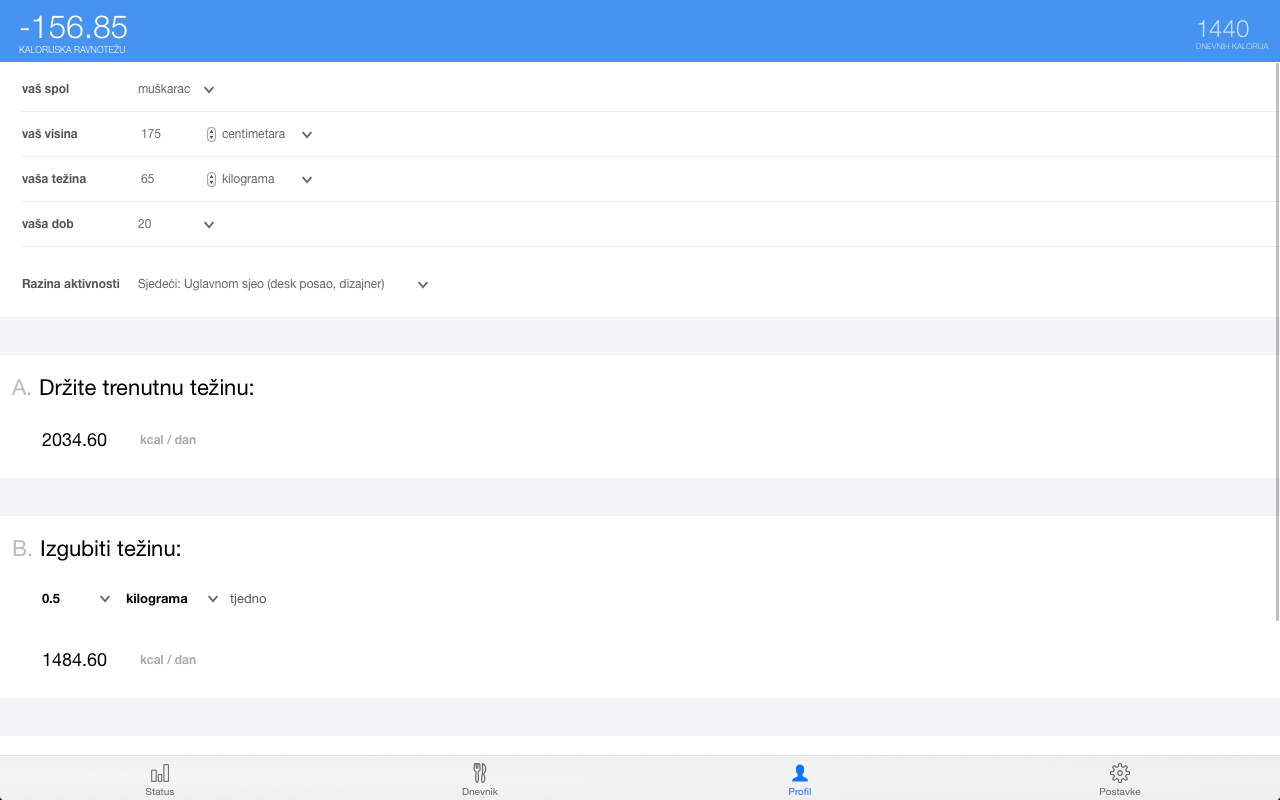 -156.85
KALORIJSKA RAVNOTEŽU
1440
DNEVNIH KALORIJA
vaš spol muškarac
vaš visina 175 centimetara
vaša težina 65 kilograma
vaša dob 20
Razina aktivnosti Sjedeći: Uglavnom sjeo (desk posao, dizajner)
A. Držite trenutnu težinu:
2034.60 kcal / dan
B. Izgubiti težinu:
0.5 kilograma tjedno
1484.60 kcal / dan
Status Dnevnik Profil Postavke